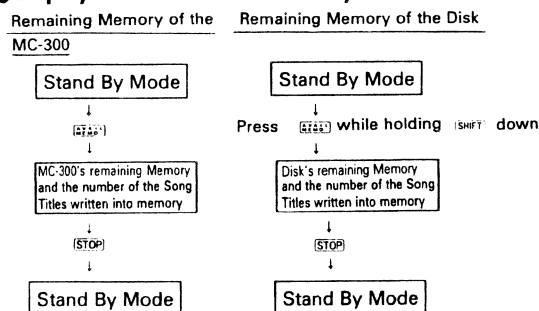 Remaining Memory of the
MC-300
Stand By Mode
↓
↓
MC-300's remaining Memory
and the number of the Song
Titles written into memory
↓
STOP
↓
Stand By Mode
Remaining Memory of the Disk
Stand By Mode
↓
Press while holding SHIFT down
↓
Disk's remaining Memory
and the number of the Song
Titles written into memory
↓
STOP
↓
Stand By Mode